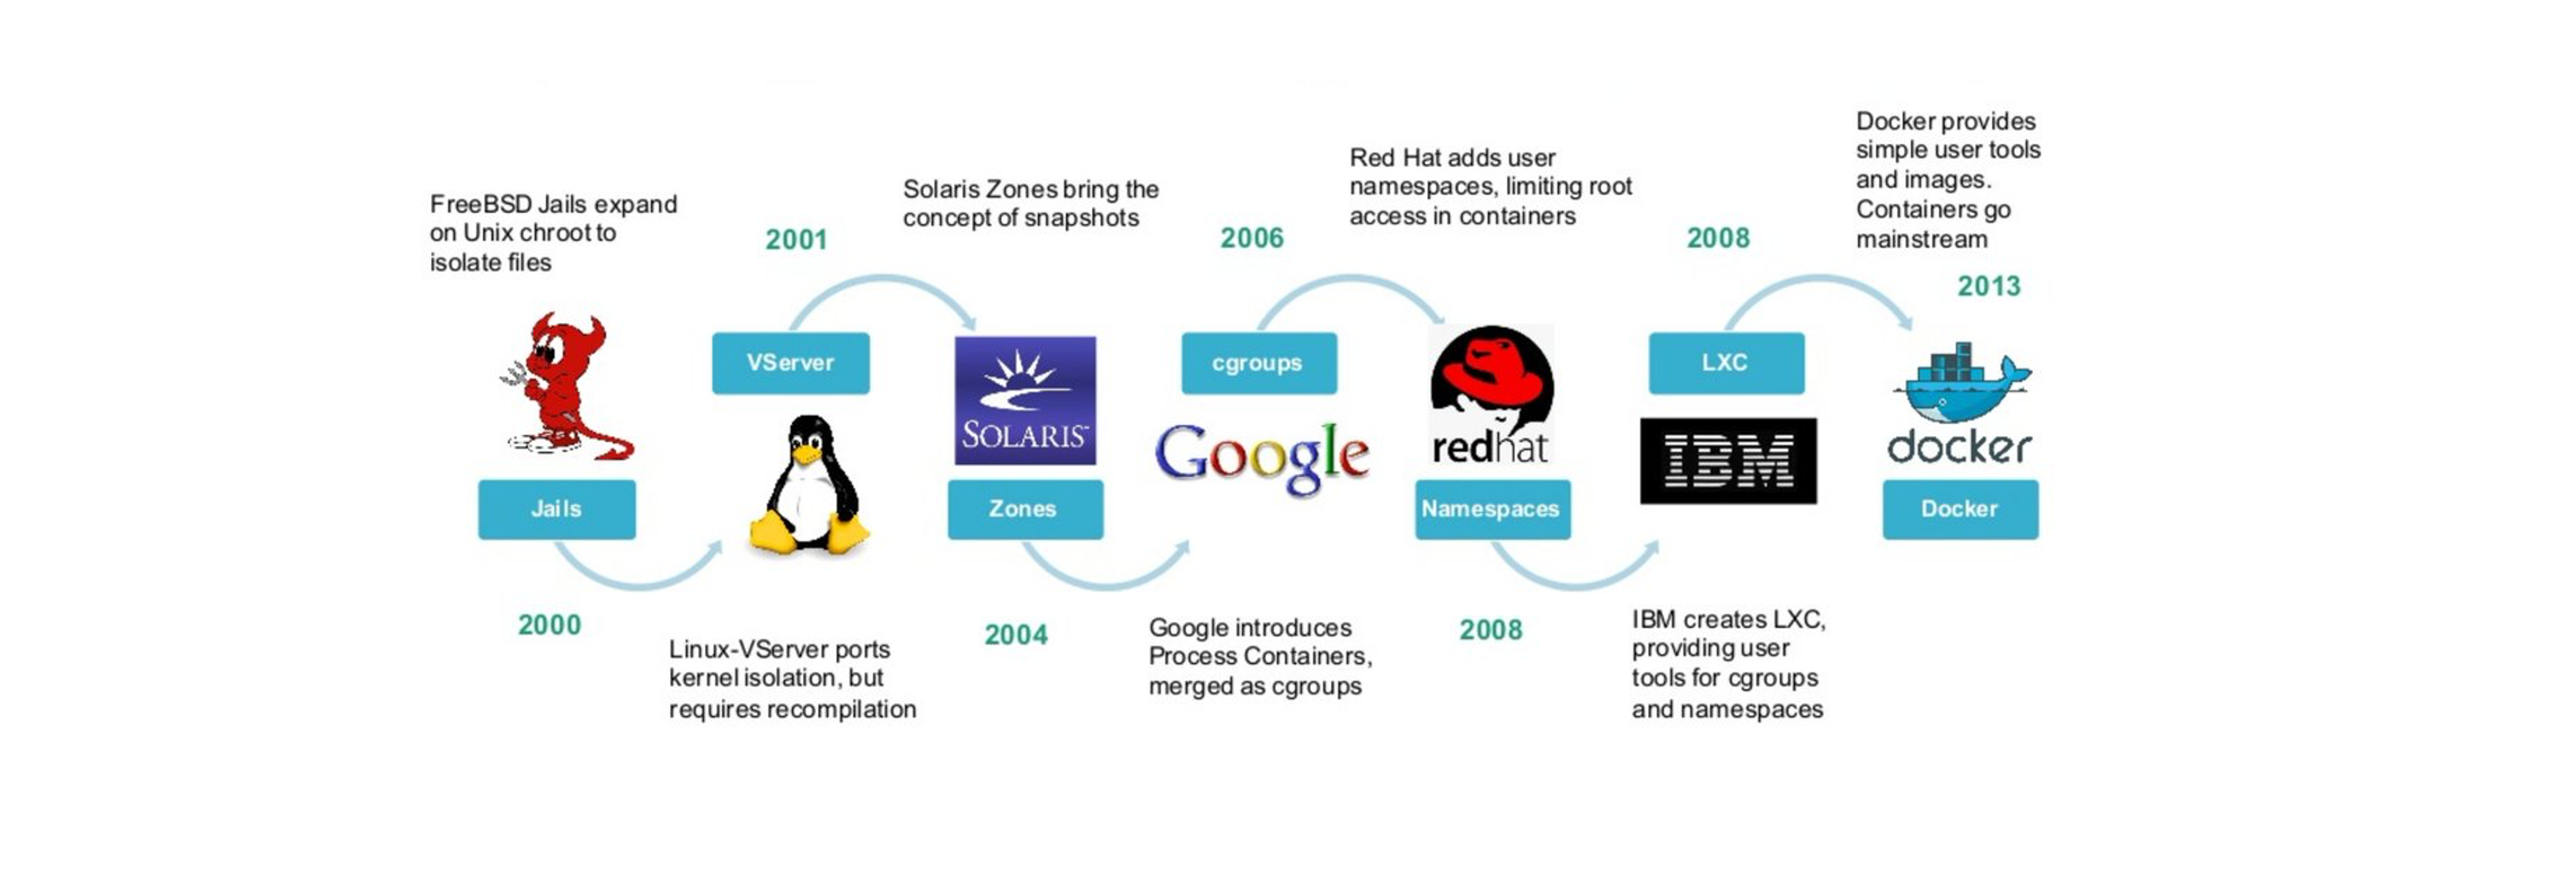 FreeBSD Jails expand
on Unix chroot to
isolate files
Jails
2000
2001
VServer
Linux-VServer ports
kernel isolation, but
requires recompilation
Solaris Zones bring the
concept of snapshots
SOLARIS™
Zones
2004
2006
cgroups
Google
Google introduces
Process Containers,
merged as cgroups
Red Hat adds user
namespaces, limiting root
access in containers
redhat
Namespaces
2008
2008
LXC
IBM
IBM creates LXC,
providing user
tools for cgroups
and namespaces
Docker provides
simple user tools
and images.
Containers go
mainstream
2013
docker
Docker